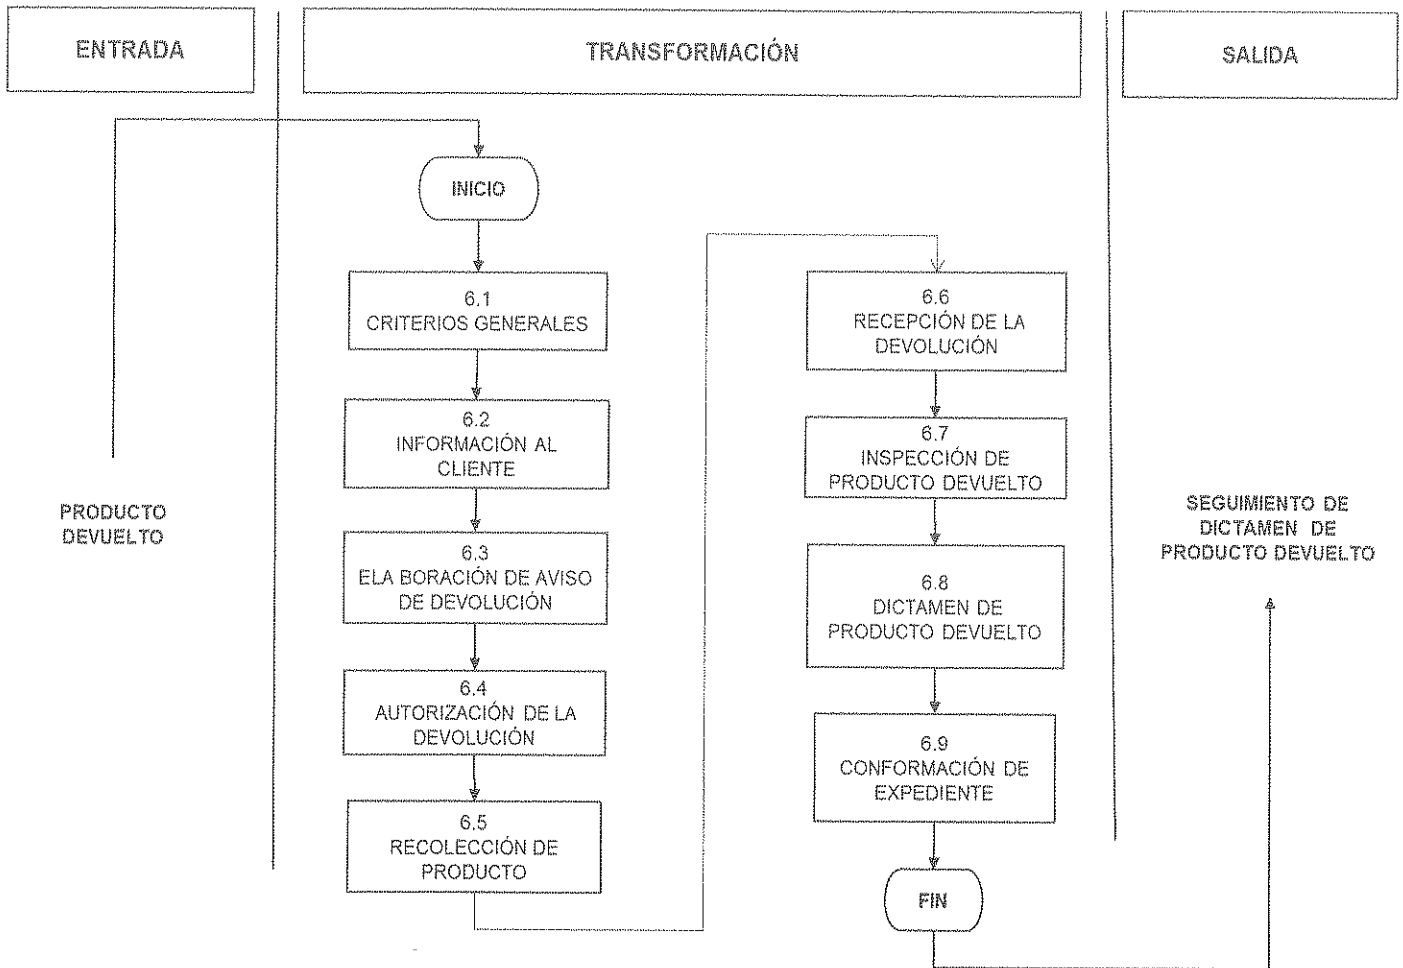 ENTRADA
TRANSFORMACIÓN
SALIDA
PRODUCTO
DEVUELTO
INICIO
6.1
CRITERIOS GENERALES
6.2
INFORMACIÓN AL
CLIENTE
6.3
ELA BORACIÓN DE AVISO
DE DEVOLUCIÓN
6.4
AUTORIZACIÓN DE LA
DEVOLUCIÓN
6.5
RECOLECCIÓN DE
PRODUCTO
6.6
RECEPCIÓN DE LA
DEVOLUCIÓN
6.7
INSPECCIÓN DE
PRODUCTO DEVUELTO
6.8
DICTAMEN DE
PRODUCTO DEVUELTO
6.9
CONFORMACIÓN DE
EXPEDIENTE
FIN
SEGUIMIENTO DE
DICTAMEN DE
PRODUCTO DEVUELTO